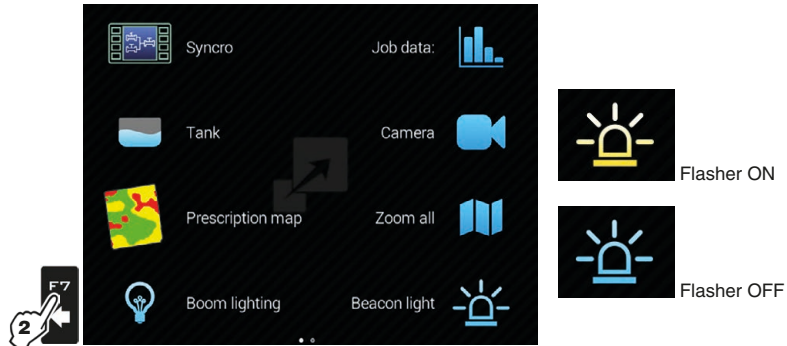 Syncro Job data:
Tank Camera
Flasher ON
Prescription map Zoom all
F7
Flasher OFF
Boom lighting Beacon light
2